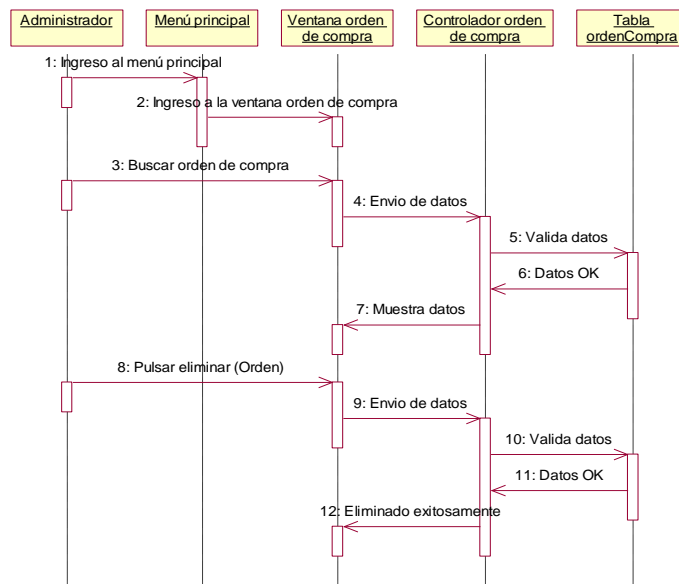 Administrador
Menú principal
Ventana orden
de compra
Controlador orden
de compra
Tabla
ordenCompra
1: Ingreso al menú principal
2: Ingreso a la ventana orden de compra
3: Buscar orden de compra
4: Envio de datos
5: Valida datos
6: Datos OK
7: Muestra datos
8: Pulsar eliminar (Orden)
9: Envio de datos
10: Valida datos
11: Datos OK
12: Eliminado exitosamente